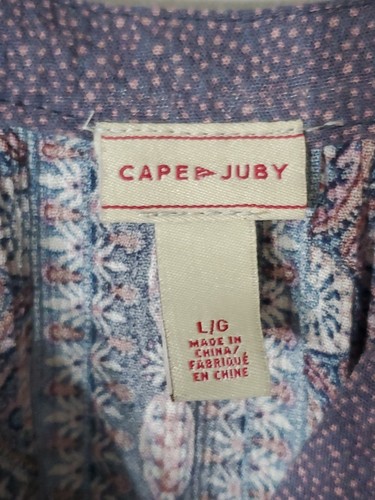 CAPE JUBY
L/G
MADE IN
CHINA/
FABRIQUÉ
EN CHINE